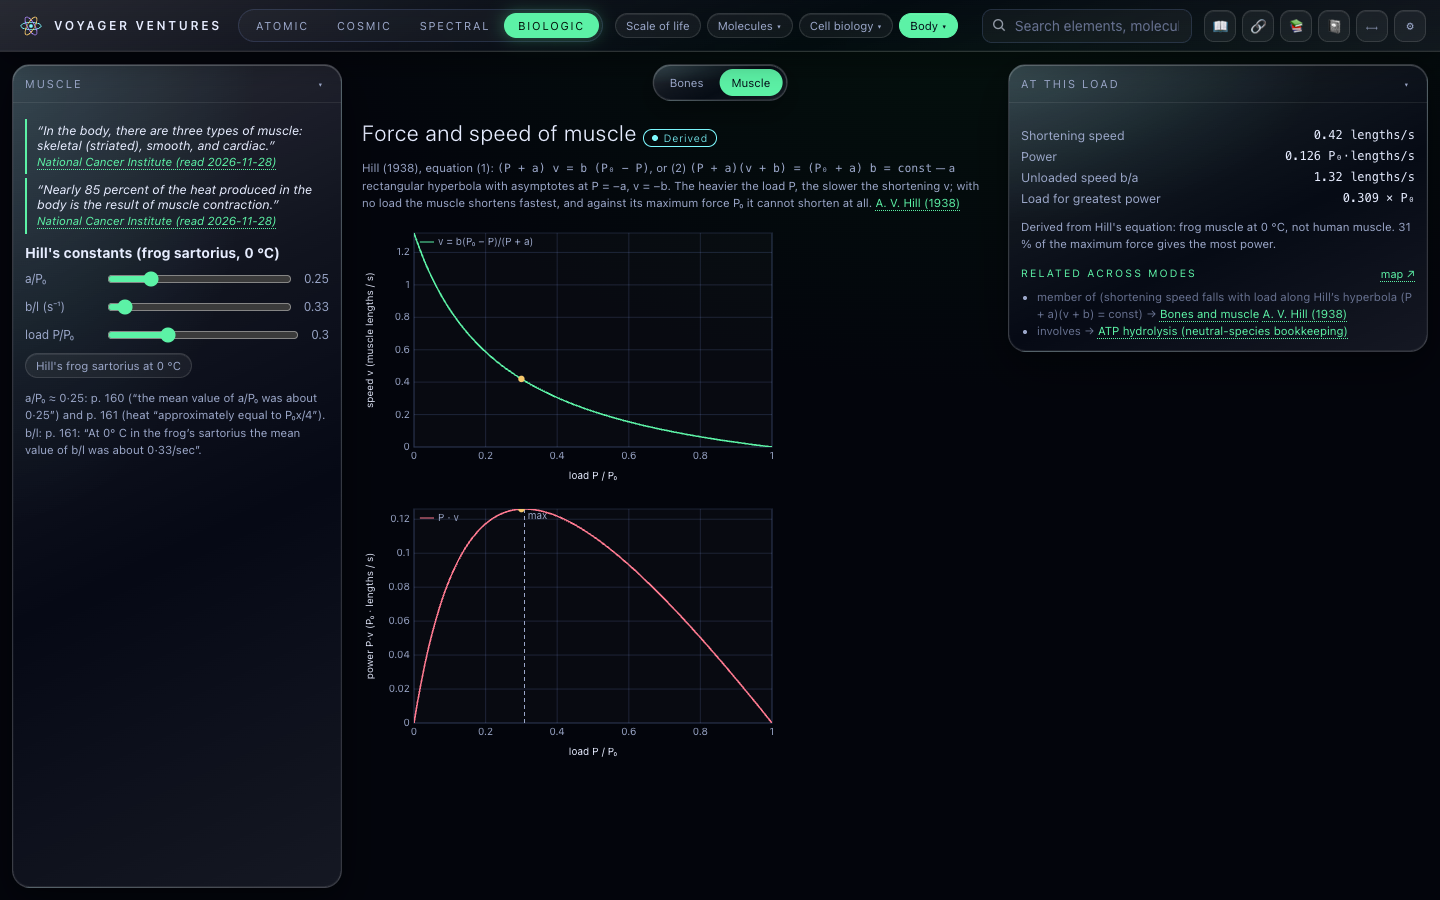 VOYAGER VENTURES
ATOMIC
COSMIC
SPECTRAL
BIOLOGIC
Scale of life
Molecules
Cell biology
Body
Search elements, molecul
MUSCLE
“In the body, there are three types of muscle:
skeletal (striated), smooth, and cardiac.”
National Cancer Institute (read 2026-11-28)
“Nearly 85 percent of the heat produced in the
body is the result of muscle contraction.”
National Cancer Institute (read 2026-11-28)
Hill's constants (frog sartorius, 0 °C)
a/P₀ 0.25
b/l (s⁻¹) 0.33
load P/P₀ 0.3
Hill's frog sartorius at 0 °C
a/P₀ ≈ 0·25: p. 160 (“the mean value of a/P₀ was about
0·25”) and p. 161 (heat “approximately equal to P₀x/4”).
b/l: p. 161: “At 0° C in the frog’s sartorius the mean
value of b/l was about 0·33/sec”.
Bones
Muscle
Force and speed of muscle
Derived
Hill (1938), equation (1): (P + a) v = b (P₀ − P), or (2) (P + a)(v + b) = (P₀ + a) b = const — a
rectangular hyperbola with asymptotes at P = −a, v = −b. The heavier the load P, the slower the shortening v; with
no load the muscle shortens fastest, and against its maximum force P₀ it cannot shorten at all. A. V. Hill (1938)
v = b(P₀ − P)/(P + a)
speed v (muscle lengths / s)
1.2
1
0.8
0.6
0.4
0.2
0
0 0.2 0.4 0.6 0.8 1
load P / P₀
P · v
max
power P·v (P₀ · lengths / s)
0.12
0.1
0.08
0.06
0.04
0.02
0
0 0.2 0.4 0.6 0.8 1
load P / P₀
AT THIS LOAD
Shortening speed 0.42 lengths/s
Power 0.126 P₀·lengths/s
Unloaded speed b/a 1.32 lengths/s
Load for greatest power 0.309 × P₀
Derived from Hill's equation: frog muscle at 0 °C, not human muscle. 31
% of the maximum force gives the most power.
RELATED ACROSS MODES
map ↗
member of (shortening speed falls with load along Hill’s hyperbola (P
+ a)(v + b) = const) → Bones and muscle A. V. Hill (1938)
involves → ATP hydrolysis (neutral-species bookkeeping)